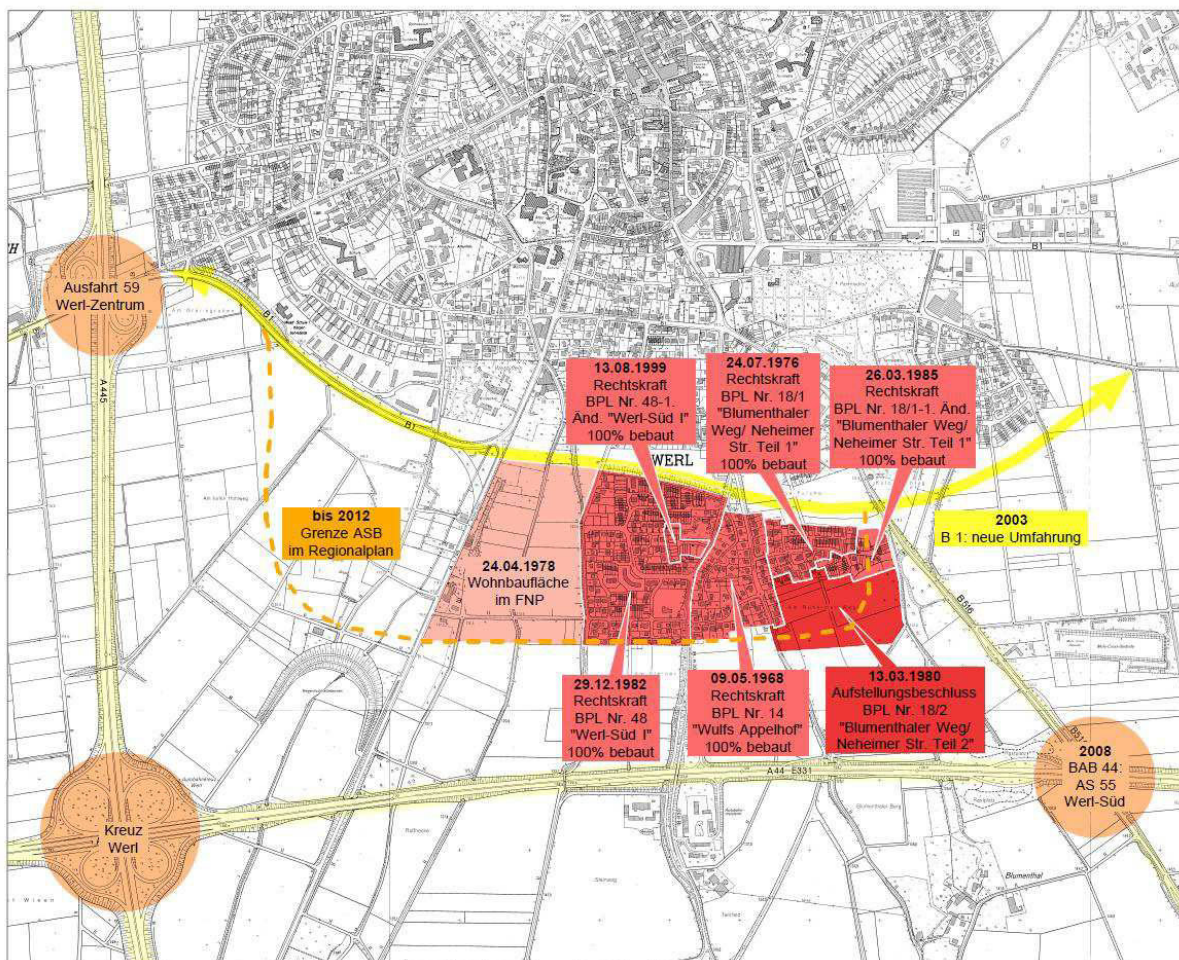 B1
Ausfahrt 59
Werl-Zentrum
B1
A445
B1
WERL
13.08.1999
Rechtskraft
BPL Nr. 48-1.
Änd. "Werl-Süd I"
100% bebaut
24.07.1976
Rechtskraft
BPL Nr. 18/1
"Blumenthaler
Weg/ Neheimer
Str. Teil 1"
100% bebaut
26.03.1985
Rechtskraft
BPL Nr. 18/1-1. Änd.
"Blumenthaler Weg/
Neheimer Str. Teil 1"
100% bebaut
bis 2012
Grenze ASB
im Regionalplan
24.04.1978
Wohnbaufläche
im FNP
2003
B 1: neue Umfahrung
B516
29.12.1982
Rechtskraft
BPL Nr. 48
"Werl-Süd I"
100% bebaut
09.05.1968
Rechtskraft
BPL Nr. 14
"Wulfs Appelhof"
100% bebaut
13.03.1980
Aufstellungsbeschluss
BPL Nr. 18/2
"Blumenthaler Weg/
Neheimer Str. Teil 2"
A44 E331
2008
BAB 44:
AS 55
Werl-Süd
Kreuz
Werl
Blumenthal